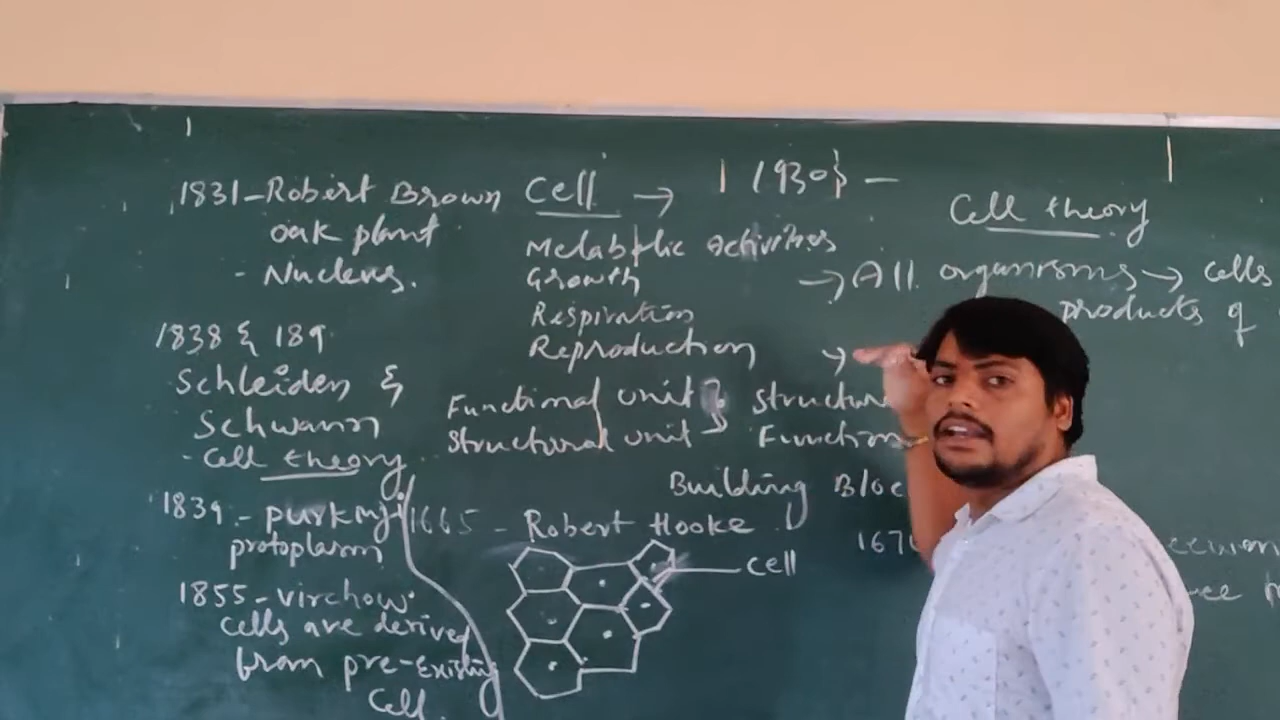 1831-Robert Brown
oak plant
- Nucleus.
1838 & 189
Schleiden &
Schwann
- Cell theory
1839 - purkinji
protoplasm
1855 - virchow
cells are derived
from pre-existing
Cell.
Cell → 1930} -
Metabolic activities
Growth
Respiration
Reproduction
Functional unit } structure
structural unit } Function
Building Bloc
1665 - Robert Hooke
cell
Cell theory
→ All organisms → cells
products of
→
167